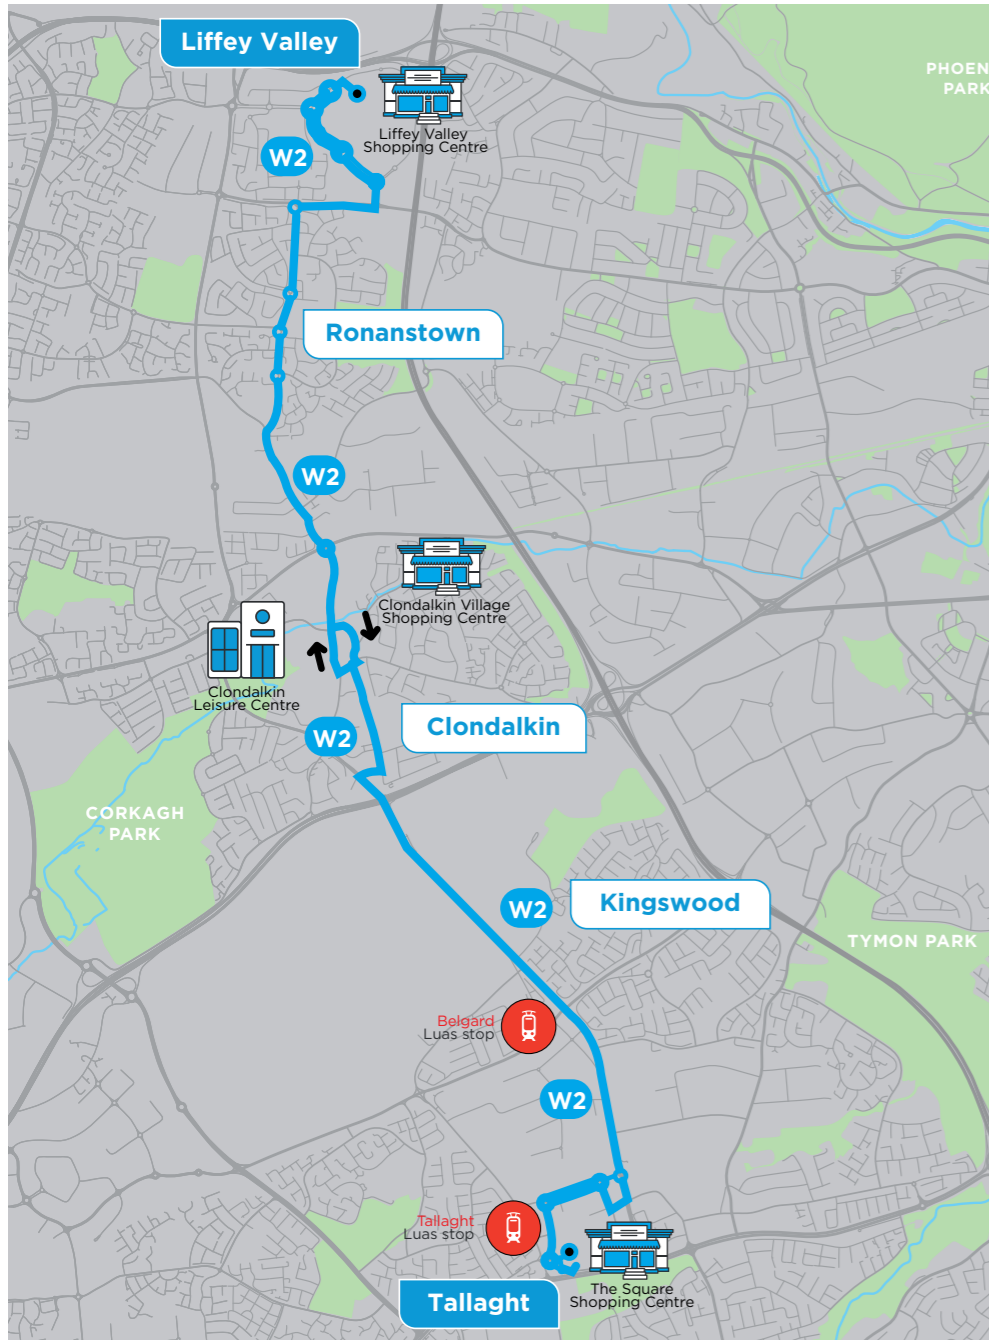 Liffey Valley
PHOEN
PARK
Liffey Valley
Shopping Centre
W2
Ronanstown
W2
Clondalkin Village
Shopping Centre
Clondalkin
Leisure Centre
W2
Clondalkin
CORKAGH
PARK
W2
Kingswood
TYMON PARK
Belgard
Luas stop
W2
Tallaght
Luas stop
The Square
Shopping Centre
Tallaght